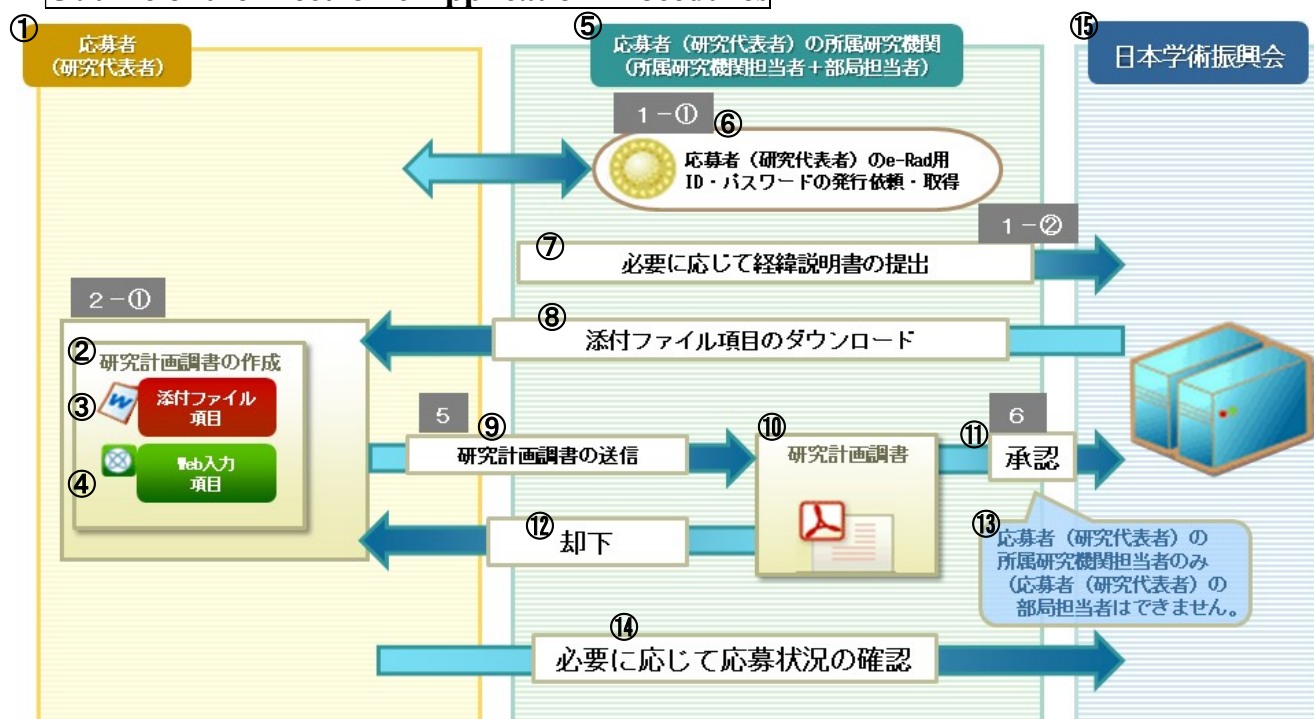 ①
応募者
(研究代表者)
⑤
応募者（研究代表者）の所属研究機関
(所属研究機関担当者＋部局担当者)
⑮
日本学術振興会
1－①
⑥
応募者（研究代表者）のe-Rad用
ID・パスワードの発行依頼・取得
1－②
⑦
必要に応じて経緯説明書の提出
2－①
⑧
添付ファイル項目のダウンロード
②
研究計画調書の作成
③
添付ファイル
項目
④
Web入力
項目
5
⑨
研究計画調書の送信
⑩
研究計画調書
6
⑪
承認
⑫
却下
⑬
応募者（研究代表者）の
所属研究機関担当者のみ
（応募者（研究代表者）の
部局担当者はできません。
⑭
必要に応じて応募状況の確認